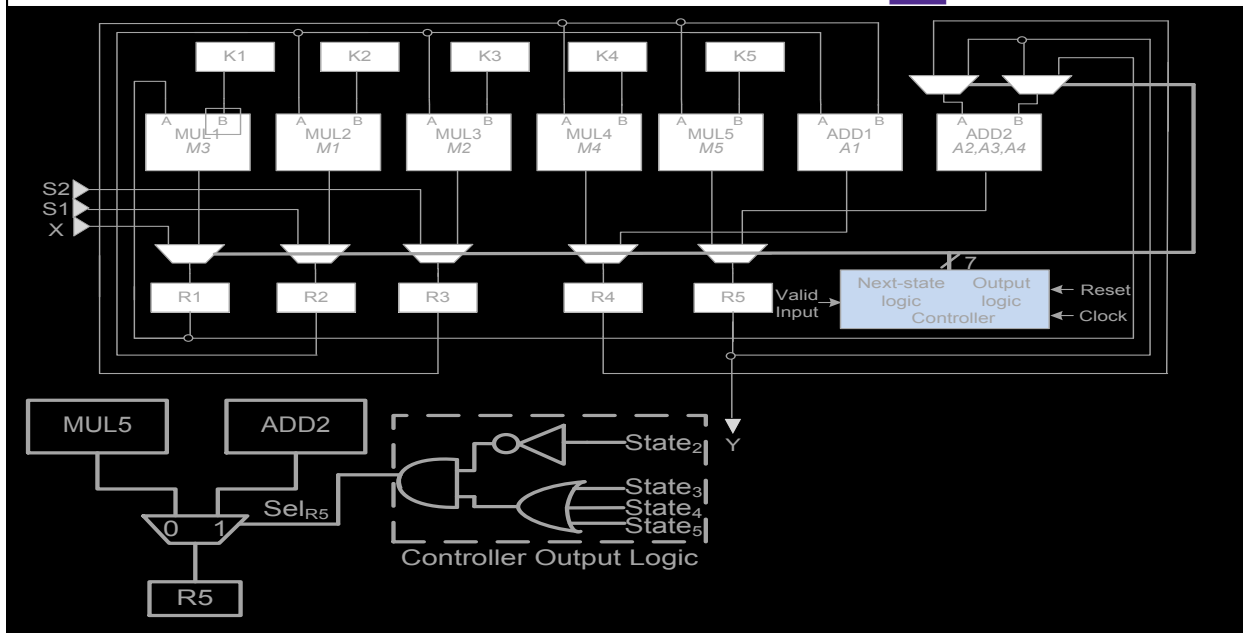 K1 K2 K3 K4 K5
A B A B A B A B A B A B A B
MUL1 MUL2 MUL3 MUL4 MUL5 ADD1 ADD2
M3 M1 M2 M4 M5 A1 A2,A3,A4
S2
S1
X
7
R1 R2 R3 R4 R5
Valid
Input
Next-state
logic
Output
logic
Controller
Reset
Clock
Y
MUL5 ADD2
State2
State3
State4
State5
SelR5
0 1
Controller Output Logic
R5